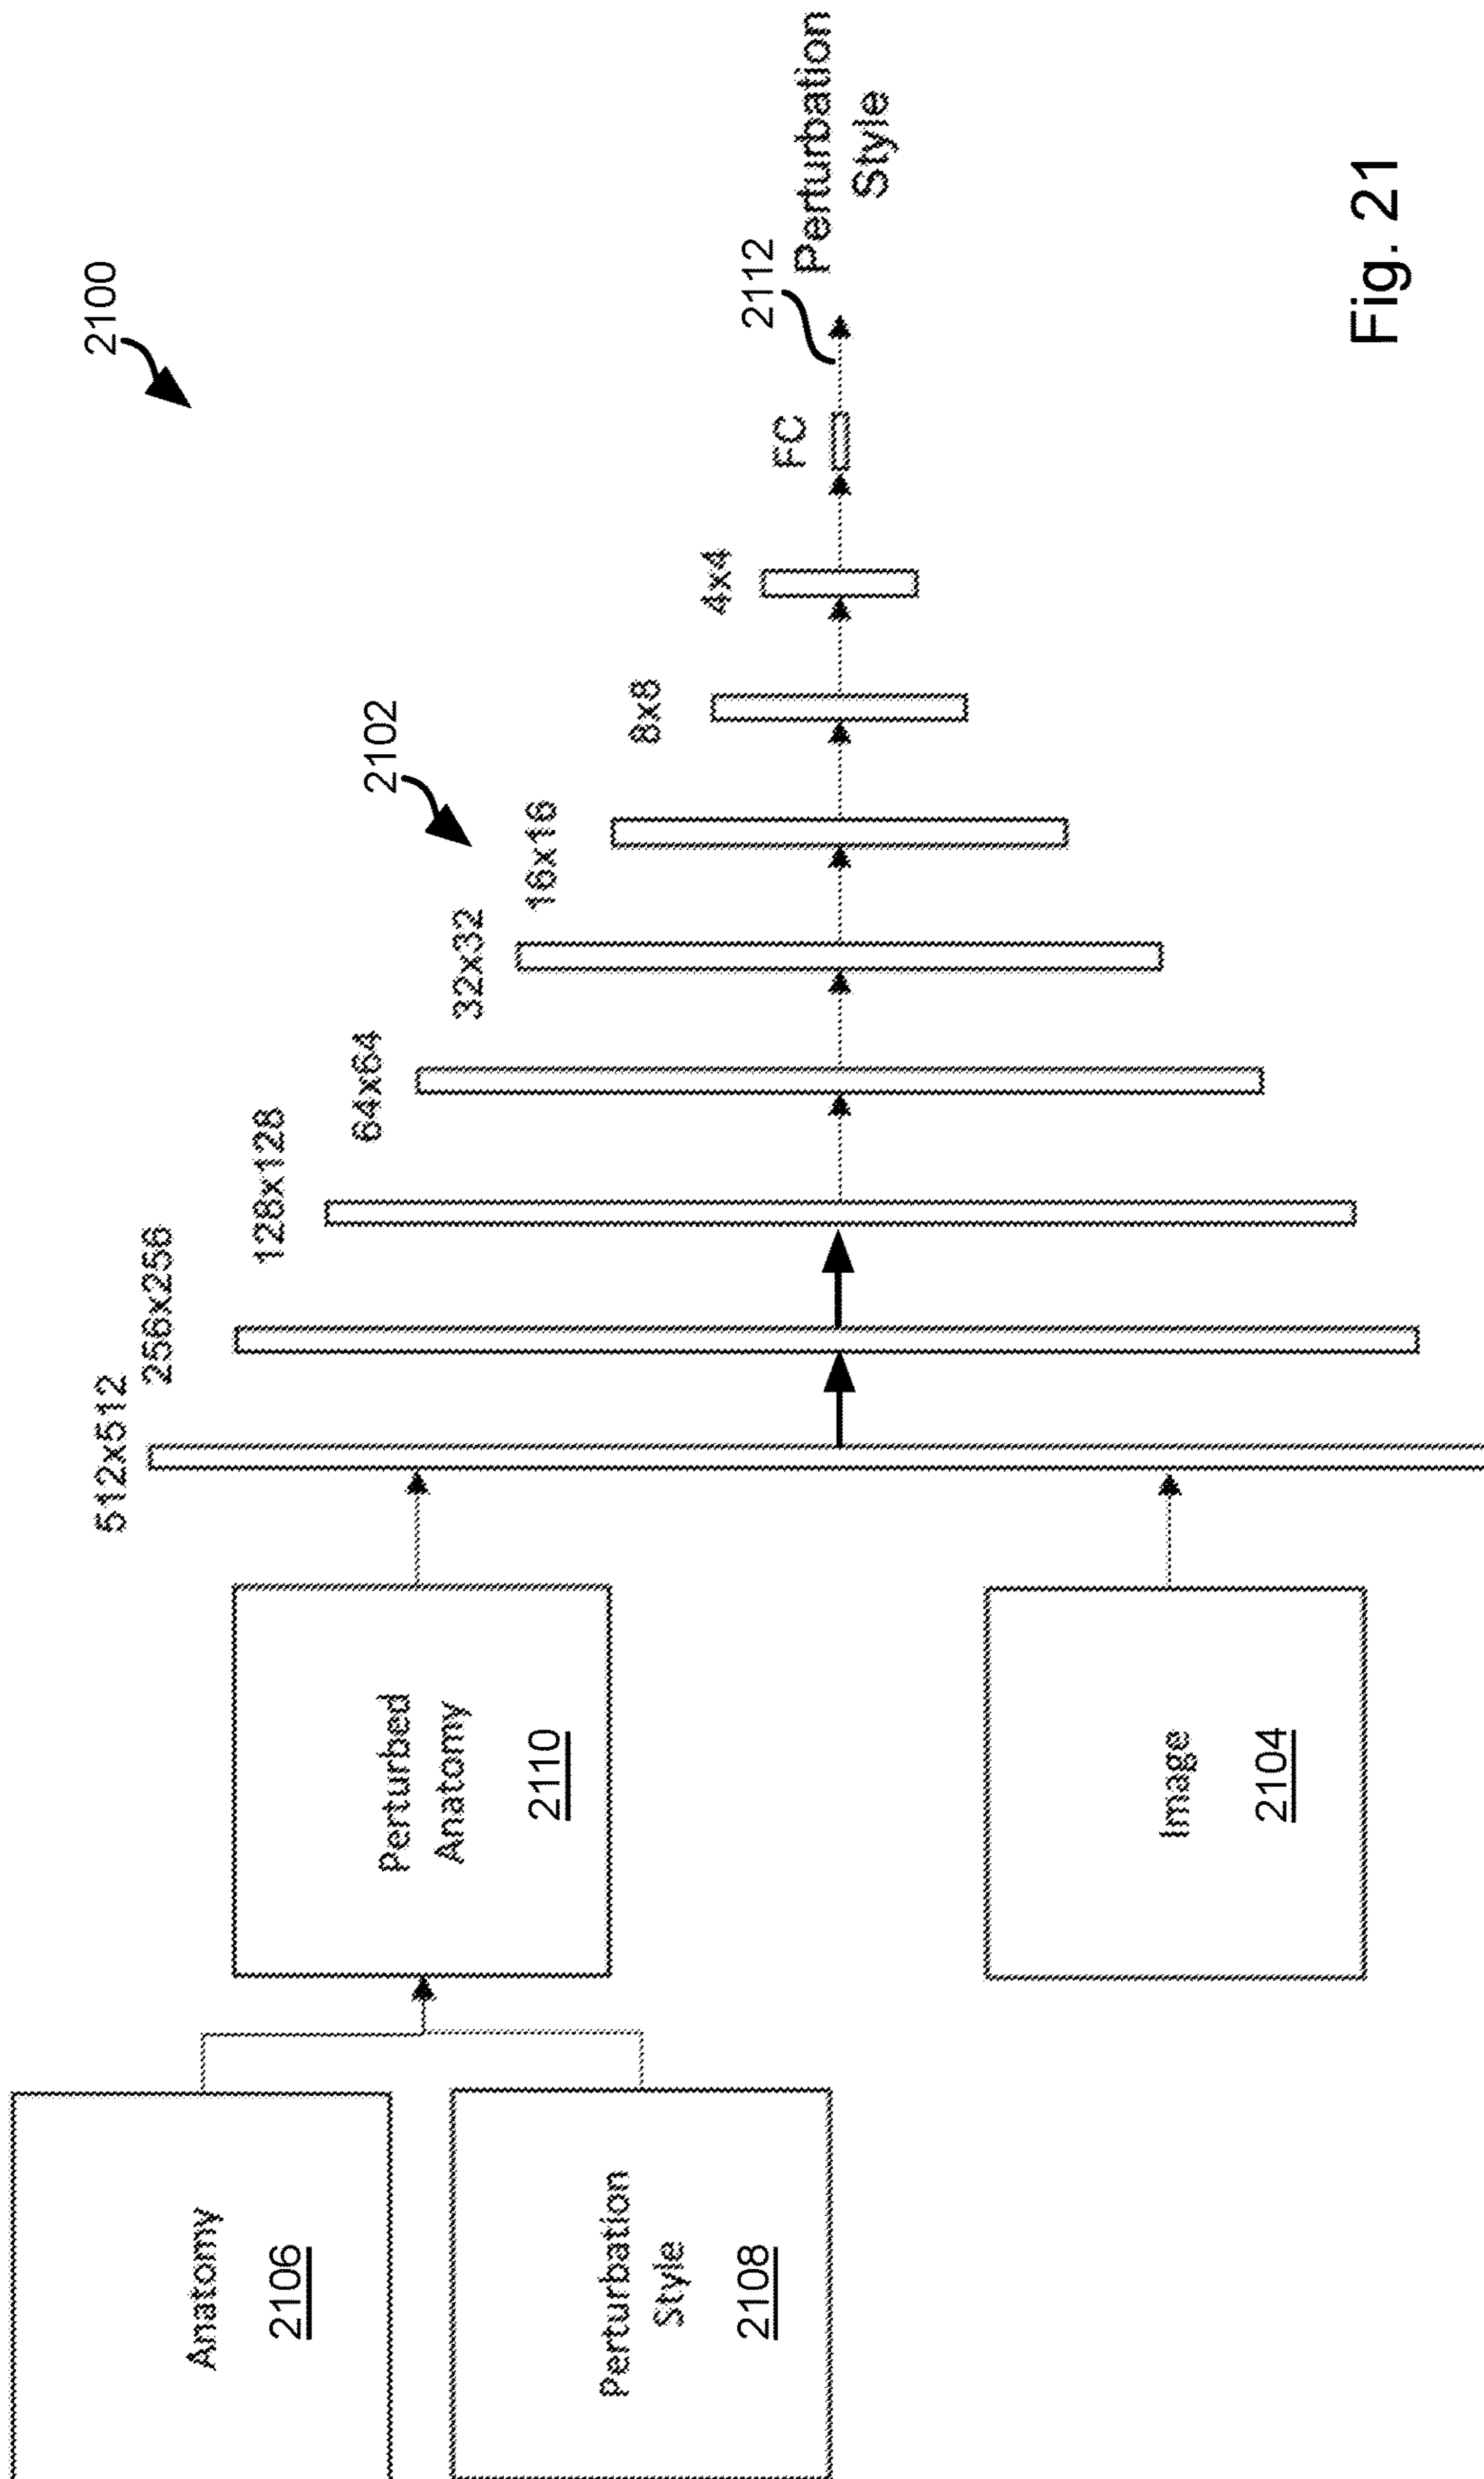 2100
512x512
256x256
128x128
64x64
2102
32x32
16x16
8x8
4x4
FC
2112
Perturbation
Style
Anatomy
2106
Perturbation
Style
2108
Perturbed
Anatomy
2110
Image
2104
Fig. 21